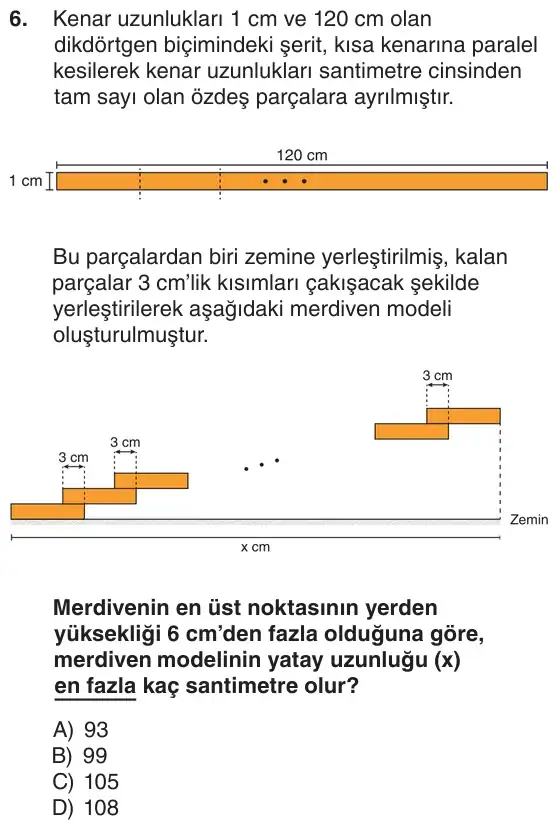 6. Kenar uzunlukları 1 cm ve 120 cm olan
dikdörtgen biçimindeki şerit, kısa kenarına paralel
kesilerek kenar uzunlukları santimetre cinsinden
tam sayı olan özdeş parçalara ayrılmıştır.
120 cm
1 cm
Bu parçalardan biri zemine yerleştirilmiş, kalan
parçalar 3 cm'lik kısımları çakışacak şekilde
yerleştirilerek aşağıdaki merdiven modeli
oluşturulmuştur.
3 cm
3 cm
3 cm
Zemin
x cm
Merdivenin en üst noktasının yerden
yüksekliği 6 cm'den fazla olduğuna göre,
merdiven modelinin yatay uzunluğu (x)
en fazla kaç santimetre olur?
A) 93
B) 99
C) 105
D) 108